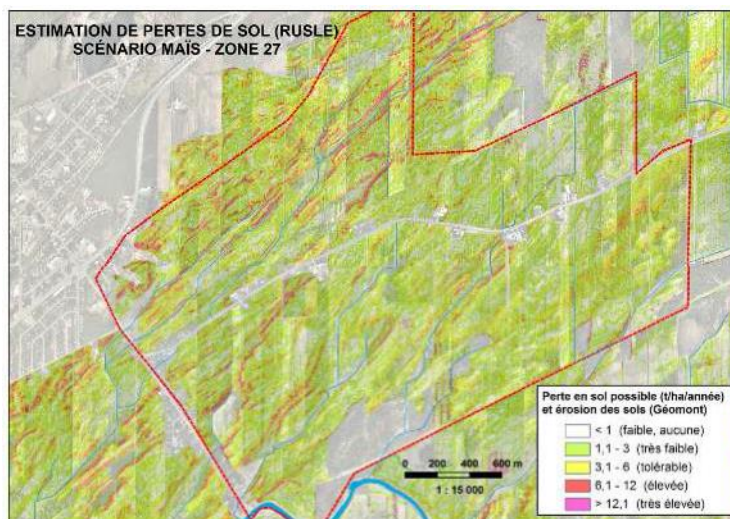 ESTIMATION DE PERTES DE SOL (RUSLE)
SCÉNARIO MAÏS - ZONE 27
Perte en sol possible (t/ha/année)
et érosion des sols (Géomont)
< 1 (faible, aucune)
1,1 - 3 (très faible)
3,1 - 6 (tolérable)
6,1 - 12 (élevée)
> 12,1 (très élevée)
0 200 400 600 m
1 : 15 000